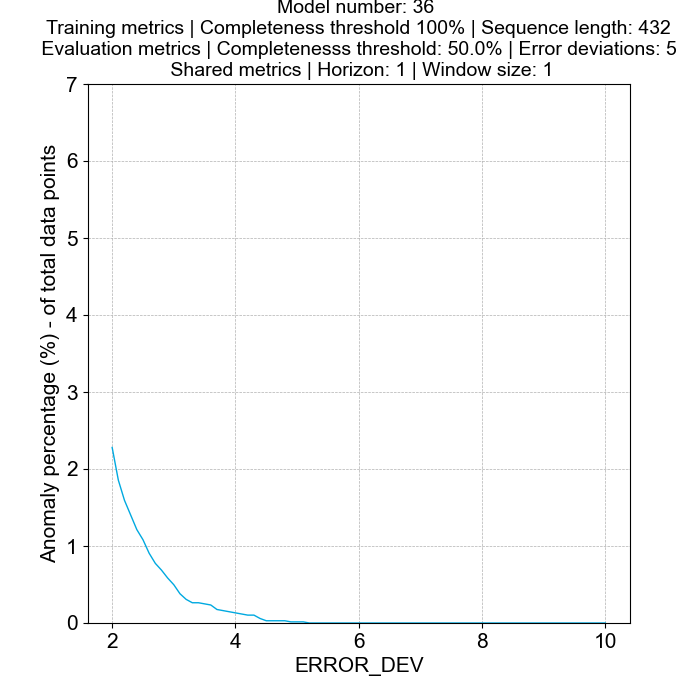 Model number: 36
Training metrics | Completeness threshold 100% | Sequence length: 432
Evaluation metrics | Completenesss threshold: 50.0% | Error deviations: 5
Shared metrics | Horizon: 1 | Window size: 1
7
6
5
4
3
2
1
0
Anomaly percentage (%) - of total data points
2 4 6 8 10
ERROR_DEV